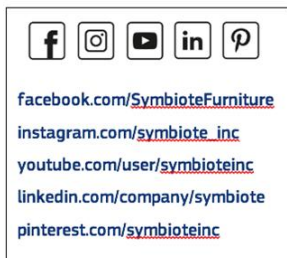 facebook.com/SymbioteFurniture
instagram.com/symbiote_inc
youtube.com/user/symbioteinc
linkedin.com/company/symbiote
pinterest.com/symbioteinc